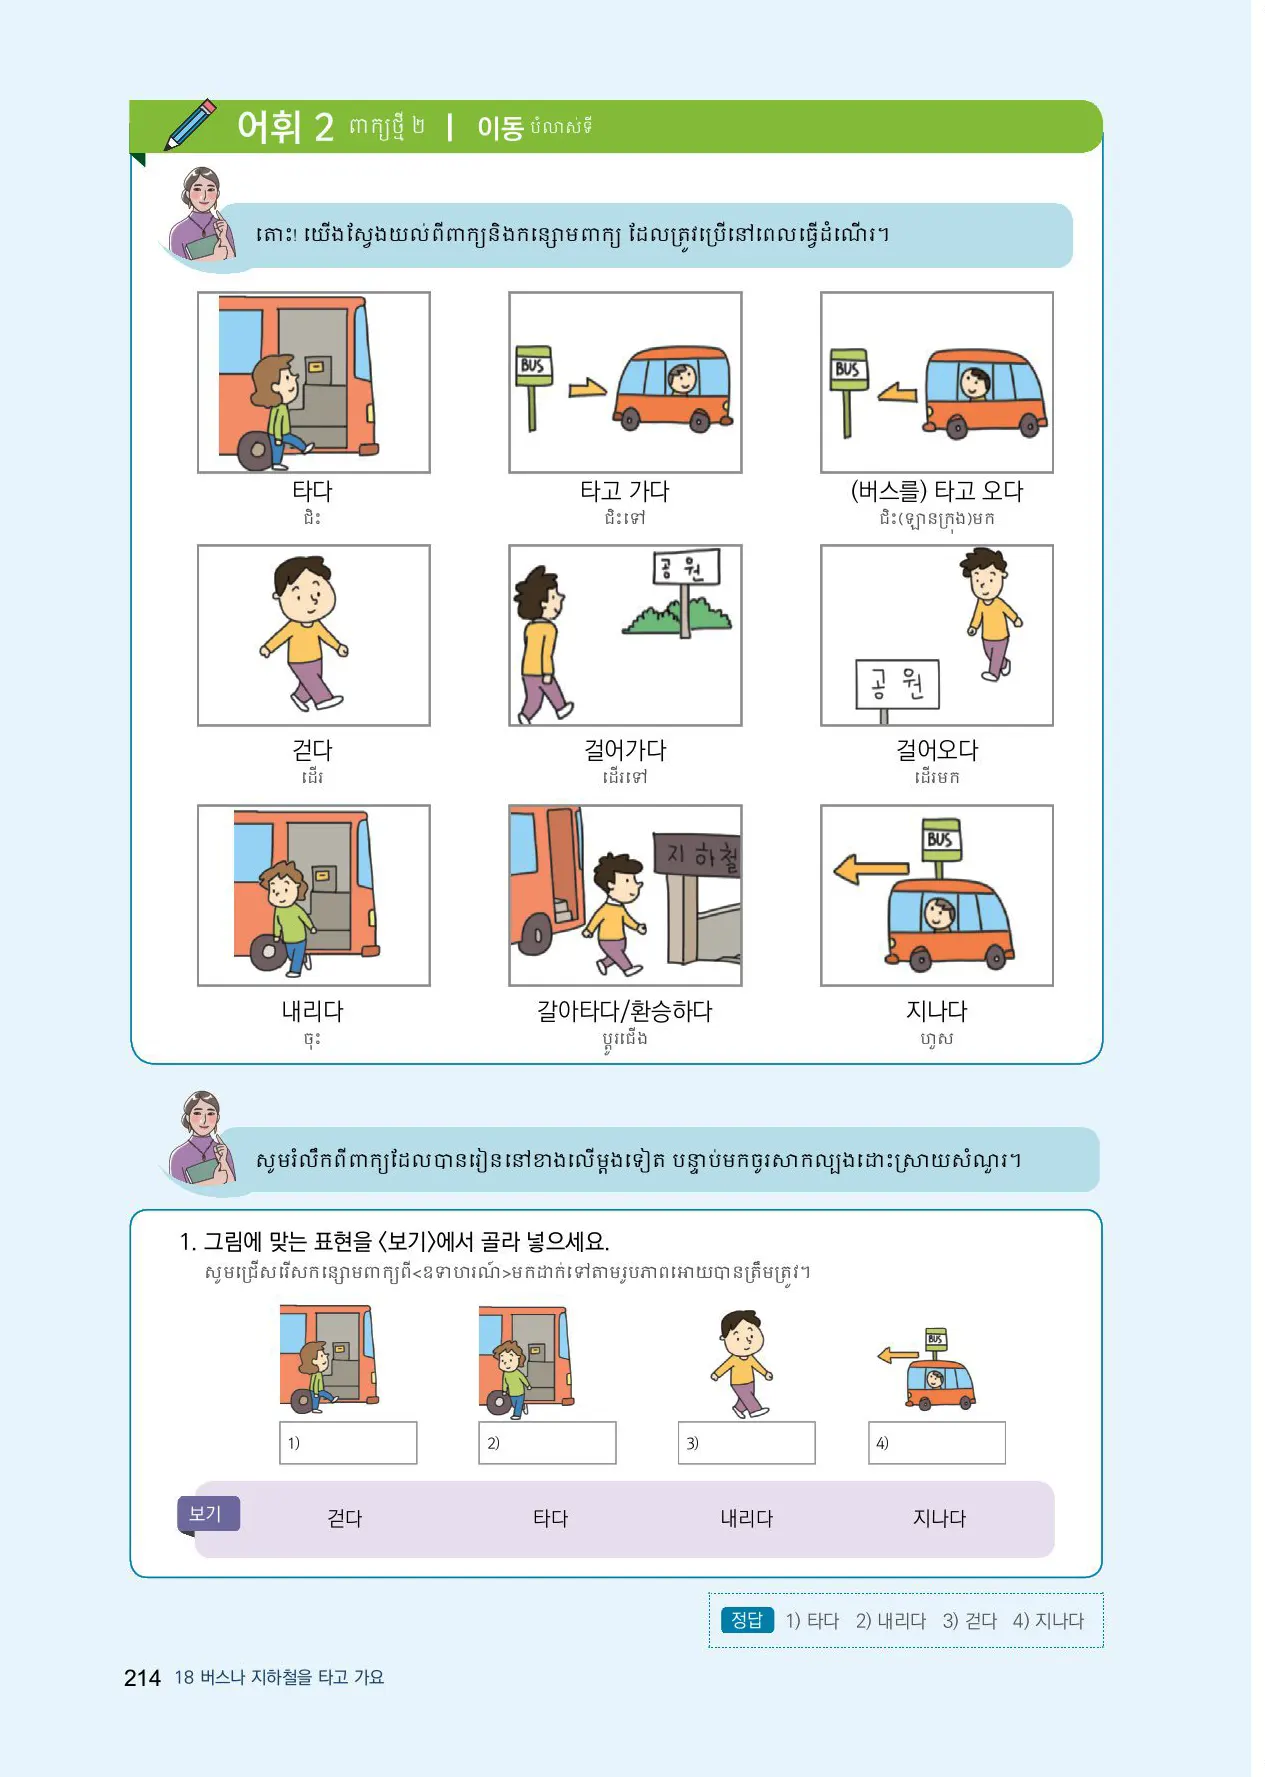 어휘 2 ពាក្យថ្មី ២ | 이동 បំលាស់ទី
តោះ! យើងស្វែងយល់ពីពាក្យនិងកន្សោមពាក្យ ដែលត្រូវប្រើនៅពេលធ្វើដំណើរ។
BUS BUS
타다 타고 가다 (버스를) 타고 오다
ជិះ ជិះទៅ ជិះ(ឡានក្រុង)មក
공원
공원
걷다 걸어가다 걸어오다
ដើរ ដើរទៅ ដើរមក
지하철 BUS
내리다 갈아타다/환승하다 지나다
ចុះ ប្តូរជើង ហួស
សូមរំលឹកពីពាក្យដែលបានរៀននៅខាងលើម្តងទៀត បន្ទាប់មកចូរសាកល្បងដោះស្រាយសំណួរ។
1. 그림에 맞는 표현을 〈보기〉에서 골라 넣으세요.
សូមជ្រើសរើសកន្សោមពាក្យពី<ឧទាហរណ៍>មកដាក់ទៅតាមរូបភាពអោយបានត្រឹមត្រូវ។
BUS
1) 2) 3) 4)
보기 걷다 타다 내리다 지나다
정답 1) 타다 2) 내리다 3) 걷다 4) 지나다
214 18 버스나 지하철을 타고 가요